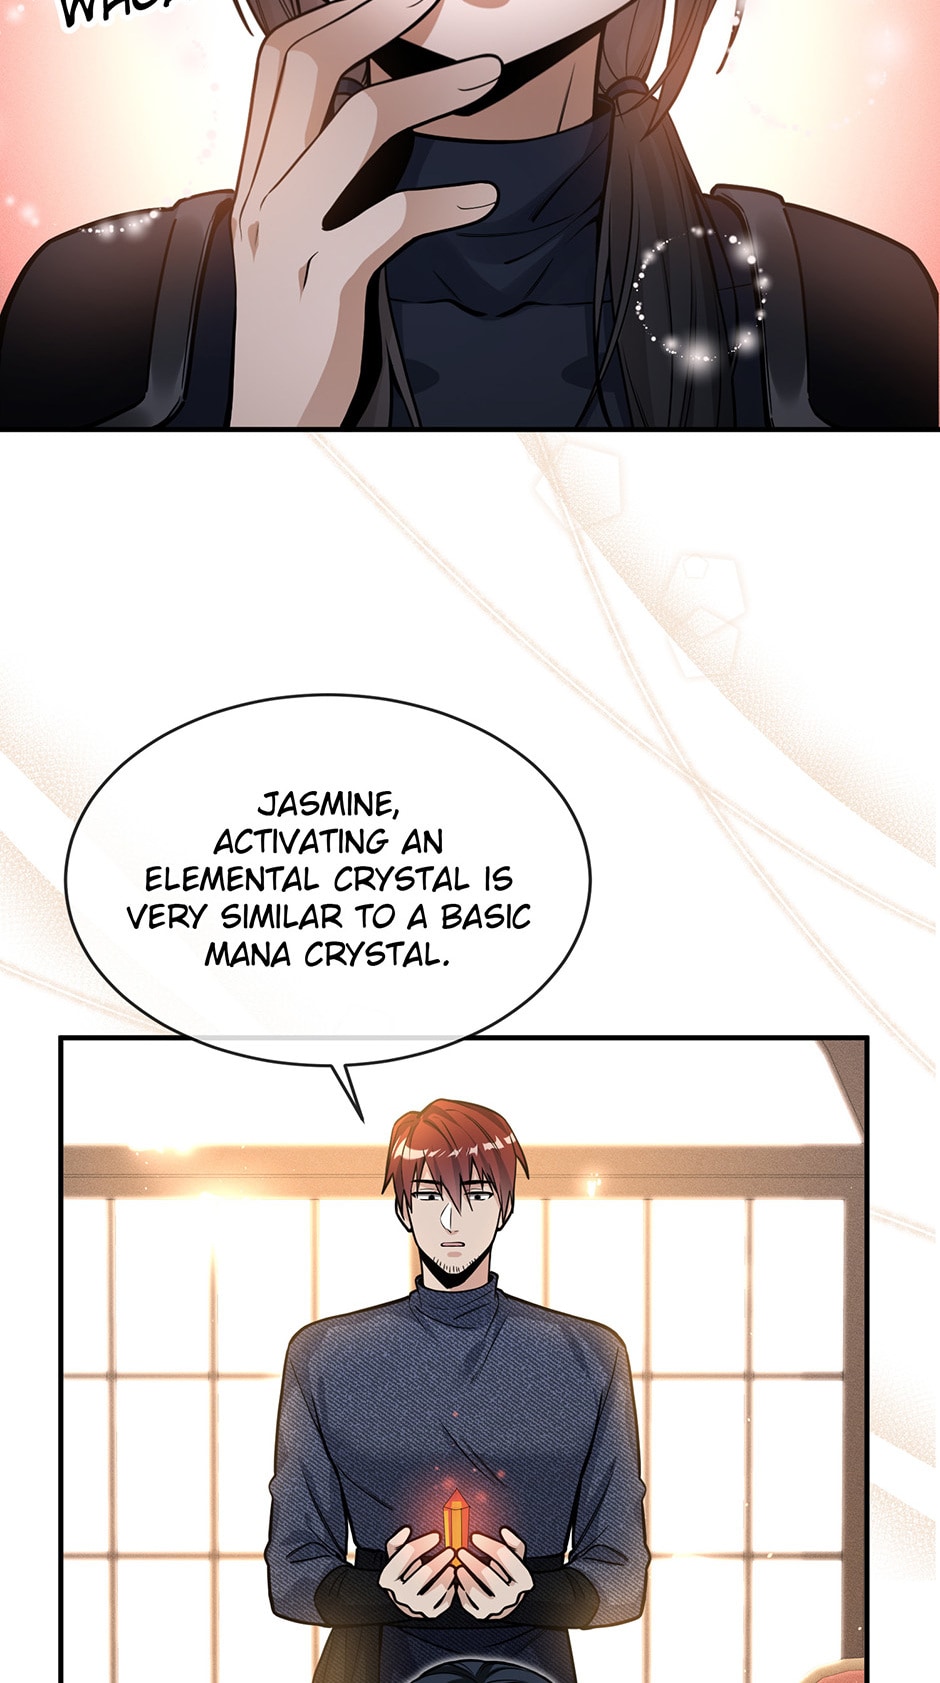 JASMINE,
ACTIVATING AN
ELEMENTAL CRYSTAL IS
VERY SIMILAR TO A BASIC
MANA CRYSTAL.